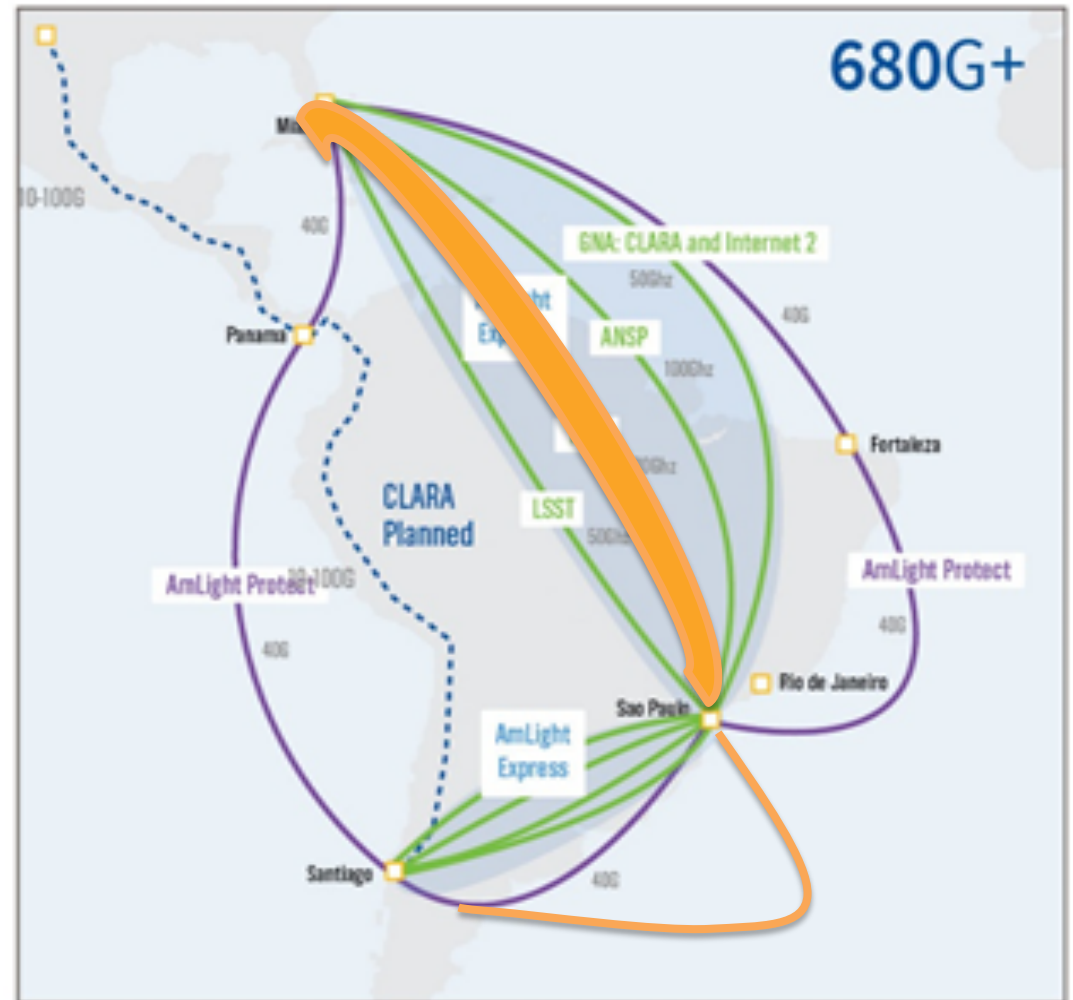 680G+
10-100G
40G
GNA: CLARA and Internet 2
50Ghz
40G
Panama
ANSP
100Ghz
Fortaleza
CLARA
Planned
LSST
AmLight Protect
AmLight Protect
40G
40G
Rio de Janeiro
Sao Paulo
AmLight
Express
Santiago
40G